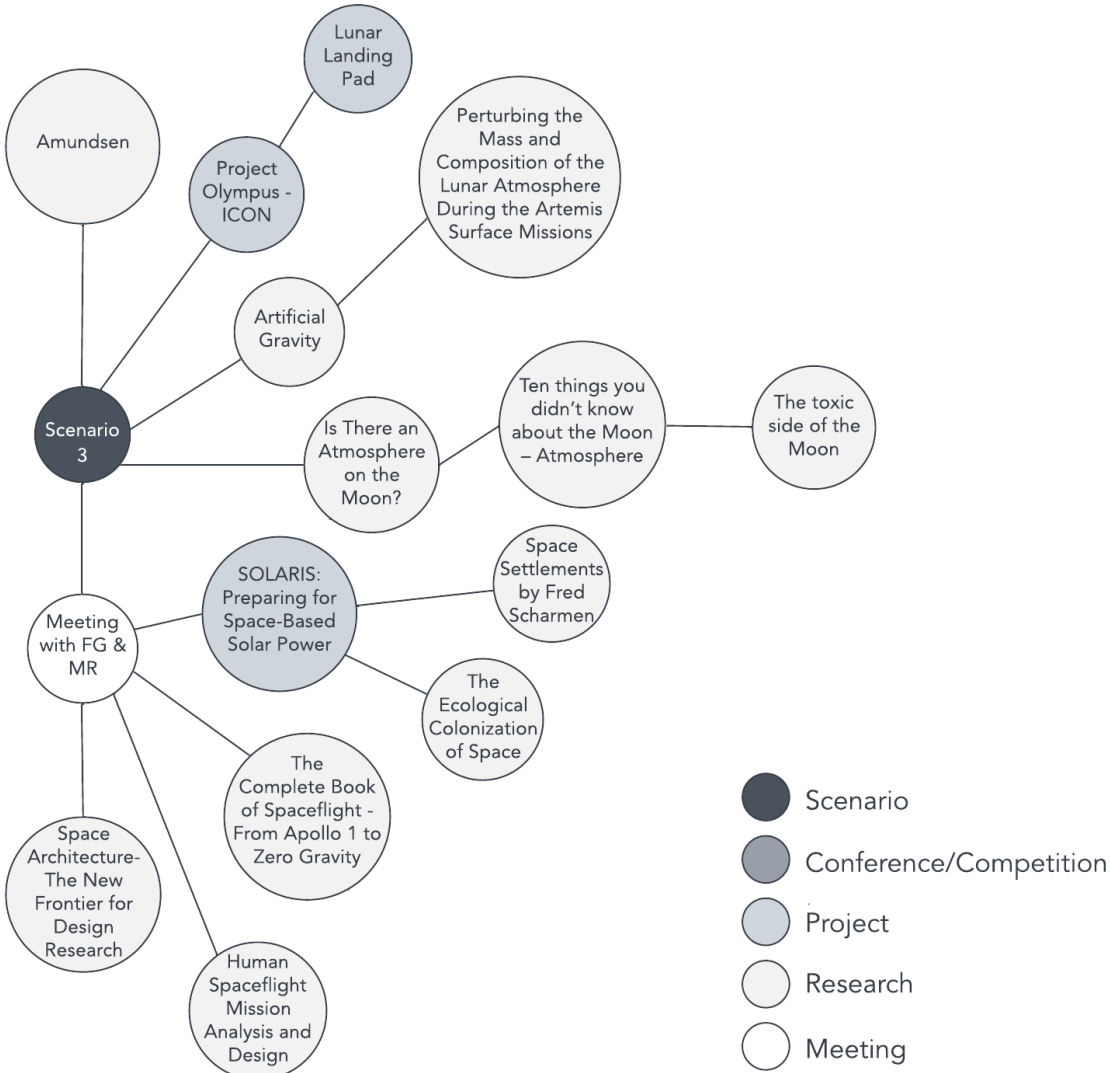 Lunar
Landing
Pad
Amundsen
Project
Olympus -
ICON
Perturbing the
Mass and
Composition of the
Lunar Atmosphere
During the Artemis
Surface Missions
Artificial
Gravity
Scenario
3
Is There an
Atmosphere
on the
Moon?
Ten things you
didn't know
about the Moon
– Atmosphere
The toxic
side of the
Moon
Meeting
with FG &
MR
SOLARIS:
Preparing for
Space-Based
Solar Power
Space
Settlements
by Fred
Scharmen
The
Ecological
Colonization
of Space
The
Complete Book
of Spaceflight -
From Apollo 1 to
Zero Gravity
Space
Architecture-
The New
Frontier for
Design
Research
Human
Spaceflight
Mission
Analysis and
Design
Scenario
Conference/Competition
Project
Research
Meeting